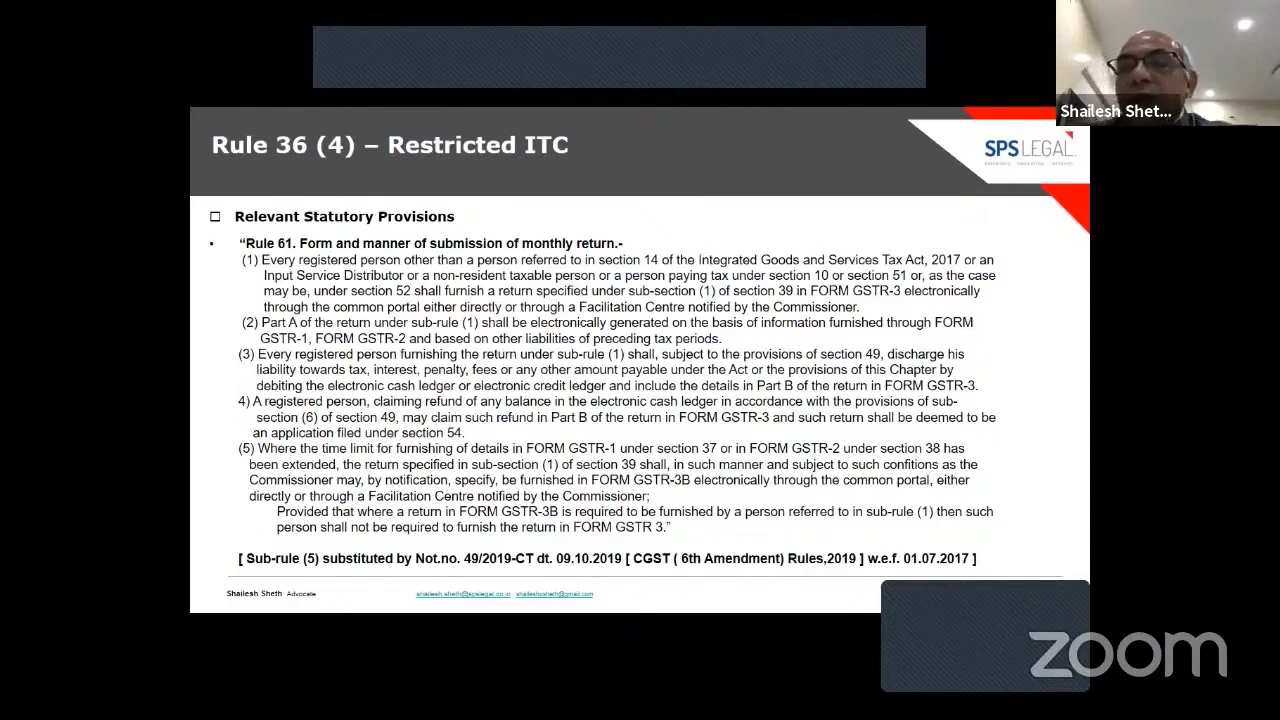 Shailesh Shet...
Rule 36 (4) – Restricted ITC
SPS LEGAL
Relevant Statutory Provisions
• “Rule 61. Form and manner of submission of monthly return.-
(1) Every registered person other than a person referred to in section 14 of the Integrated Goods and Services Tax Act, 2017 or an
Input Service Distributor or a non-resident taxable person or a person paying tax under section 10 or section 51 or, as the case
may be, under section 52 shall furnish a return specified under sub-section (1) of section 39 in FORM GSTR-3 electronically
through the common portal either directly or through a Facilitation Centre notified by the Commissioner.
(2) Part A of the return under sub-rule (1) shall be electronically generated on the basis of information furnished through FORM
GSTR-1, FORM GSTR-2 and based on other liabilities of preceding tax periods.
(3) Every registered person furnishing the return under sub-rule (1) shall, subject to the provisions of section 49, discharge his
liability towards tax, interest, penalty, fees or any other amount payable under the Act or the provisions of this Chapter by
debiting the electronic cash ledger or electronic credit ledger and include the details in Part B of the return in FORM GSTR-3.
4) A registered person, claiming refund of any balance in the electronic cash ledger in accordance with the provisions of sub-
section (6) of section 49, may claim such refund in Part B of the return in FORM GSTR-3 and such return shall be deemed to be
an application filed under section 54.
(5) Where the time limit for furnishing of details in FORM GSTR-1 under section 37 or in FORM GSTR-2 under section 38 has
been extended, the return specified in sub-section (1) of section 39 shall, in such manner and subject to such confitions as the
Commissioner may, by notification, specify, be furnished in FORM GSTR-3B electronically through the common portal, either
directly or through a Facilitation Centre notified by the Commissioner;
Provided that where a return in FORM GSTR-3B is required to be furnished by a person referred to in sub-rule (1) then such
person shall not be required to furnish the return in FORM GSTR 3.”
[ Sub-rule (5) substituted by Not.no. 49/2019-CT dt. 09.10.2019 [ CGST ( 6th Amendment) Rules,2019 ] w.e.f. 01.07.2017 ]
Shailesh Sheth Advocate
zoom